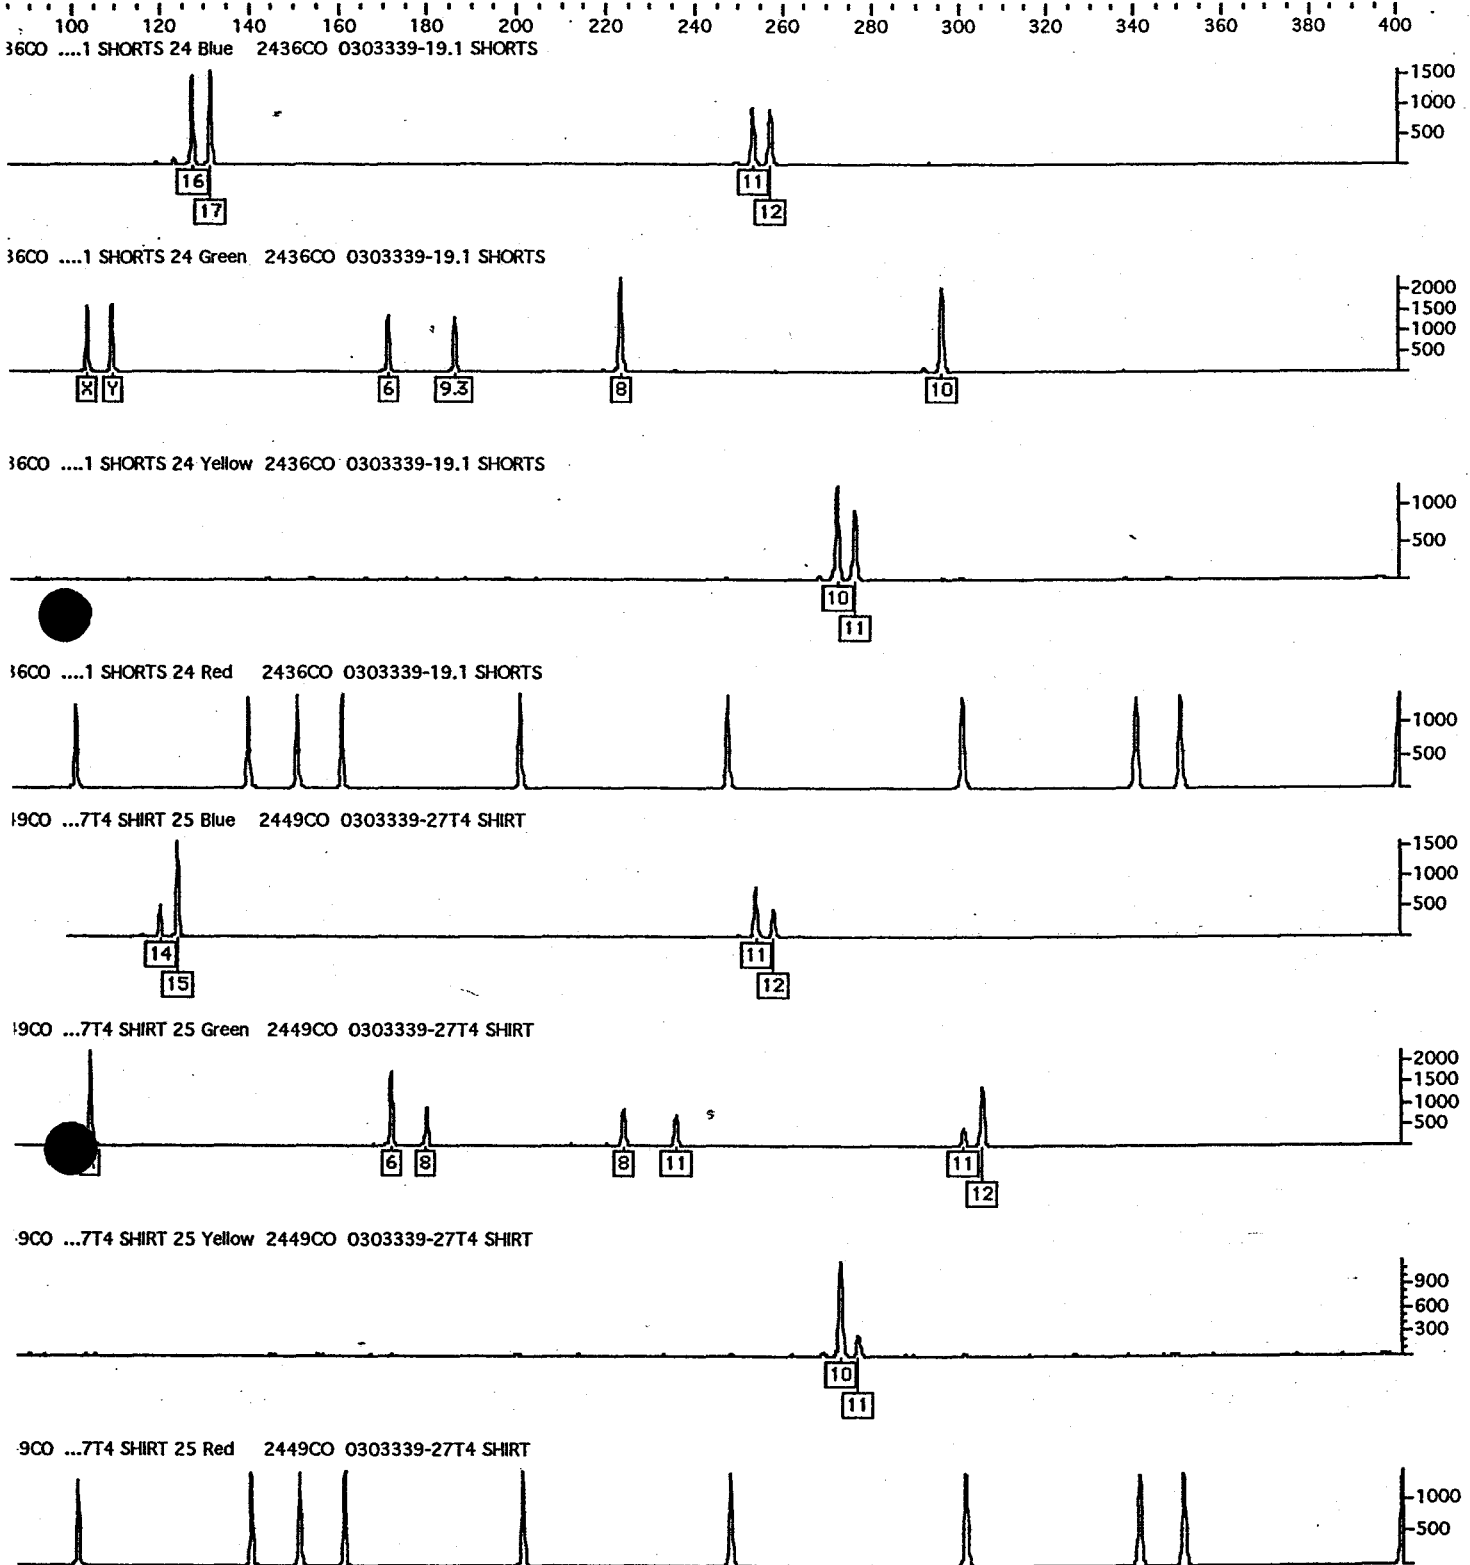 100 120 140 160 180 200 220 240 260 280 300 320 340 360 380 400
36CO ....1 SHORTS 24 Blue 2436CO 0303339-19.1 SHORTS
1500
1000
500
16 11
17 12
36CO ....1 SHORTS 24 Green 2436CO 0303339-19.1 SHORTS
2000
1500
1000
500
X Y 6 9.3 8 10
36CO ....1 SHORTS 24 Yellow 2436CO 0303339-19.1 SHORTS
1000
500
10
11
36CO ....1 SHORTS 24 Red 2436CO 0303339-19.1 SHORTS
1000
500
49CO ...7T4 SHIRT 25 Blue 2449CO 0303339-27T4 SHIRT
1500
1000
500
14 11
15 12
49CO ...7T4 SHIRT 25 Green 2449CO 0303339-27T4 SHIRT
2000
1500
1000
500
6 8 8 11 11
12
9CO ...7T4 SHIRT 25 Yellow 2449CO 0303339-27T4 SHIRT
900
600
300
10
11
9CO ...7T4 SHIRT 25 Red 2449CO 0303339-27T4 SHIRT
1000
500